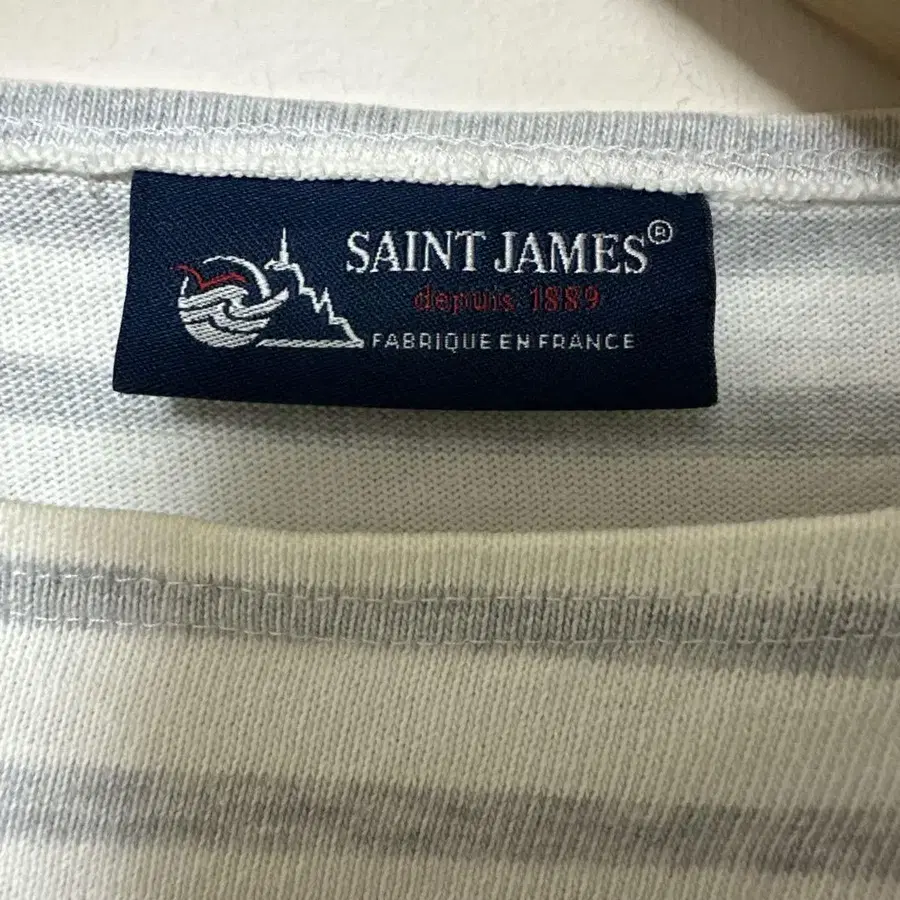 SAINT JAMES®
depuis 1889
FABRIQUE EN FRANCE